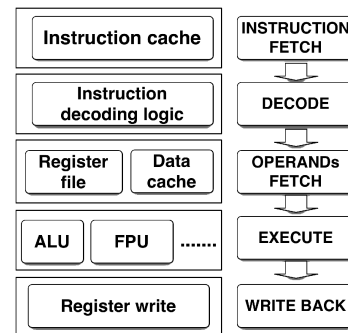 Instruction cache
INSTRUCTION
FETCH
Instruction
decoding logic
DECODE
Register
file
Data
cache
OPERANDs
FETCH
ALU
FPU
.......
EXECUTE
Register write
WRITE BACK